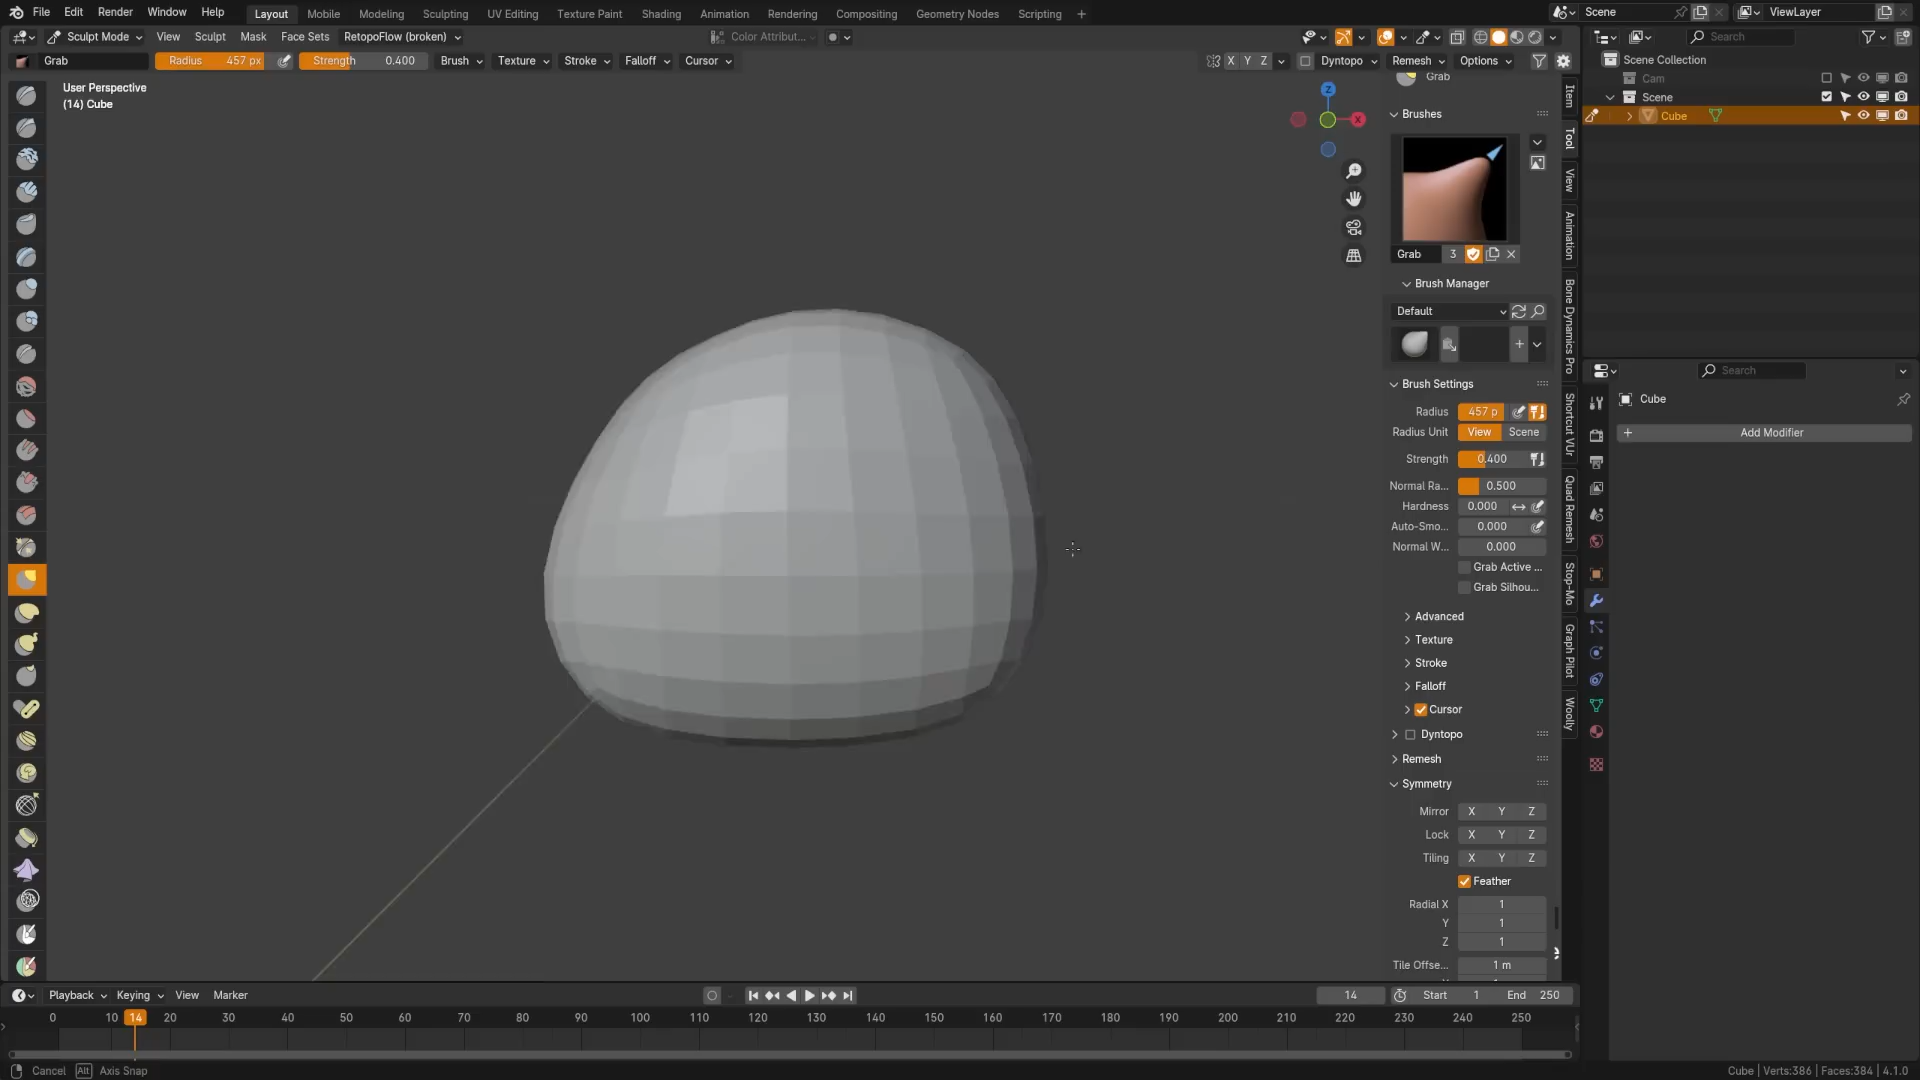 File Edit Render Window Help Layout Mobile Modeling Sculpting UV Editing Texture Paint Shading Animation Rendering Compositing Geometry Nodes Scripting + Scene ViewLayer
Sculpt Mode View Sculpt Mask Face Sets RetopoFlow (broken) Color Attribut... Search
Grab Radius 457 px Strength 0.400 Brush Texture Stroke Falloff Cursor X Y Z Dyntopo Remesh Options
Scene Collection
Cam
Scene
Cube
User Perspective
(14) Cube
Z
X
Grab
Brushes
Grab 3
Brush Manager
Default
+
Brush Settings
Radius 457 p
Radius Unit View Scene
Strength 0.400
Normal Ra... 0.500
Hardness 0.000
Auto-Smo... 0.000
Normal W... 0.000
Grab Active ...
Grab Silhou...
Advanced
Texture
Stroke
Falloff
Cursor
Dyntopo
Remesh
Symmetry
Mirror X Y Z
Lock X Y Z
Tiling X Y Z
Feather
Radial X 1
Y 1
Z 1
Tile Offse... 1 m
Item
Tool
View
Animation
Bone Dynamics Pro
Shortcut VUr
Quad Remesh
Stop-Mo
Graph Pilot
Woolly
Search
Cube
+ Add Modifier
Playback Keying View Marker 14 Start 1 End 250
0 10 14 20 30 40 50 60 70 80 90 100 110 120 130 140 150 160 170 180 190 200 210 220 230 240 250
Cancel Alt Axis Snap Cube | Verts:386 | Faces:384 | 4.1.0